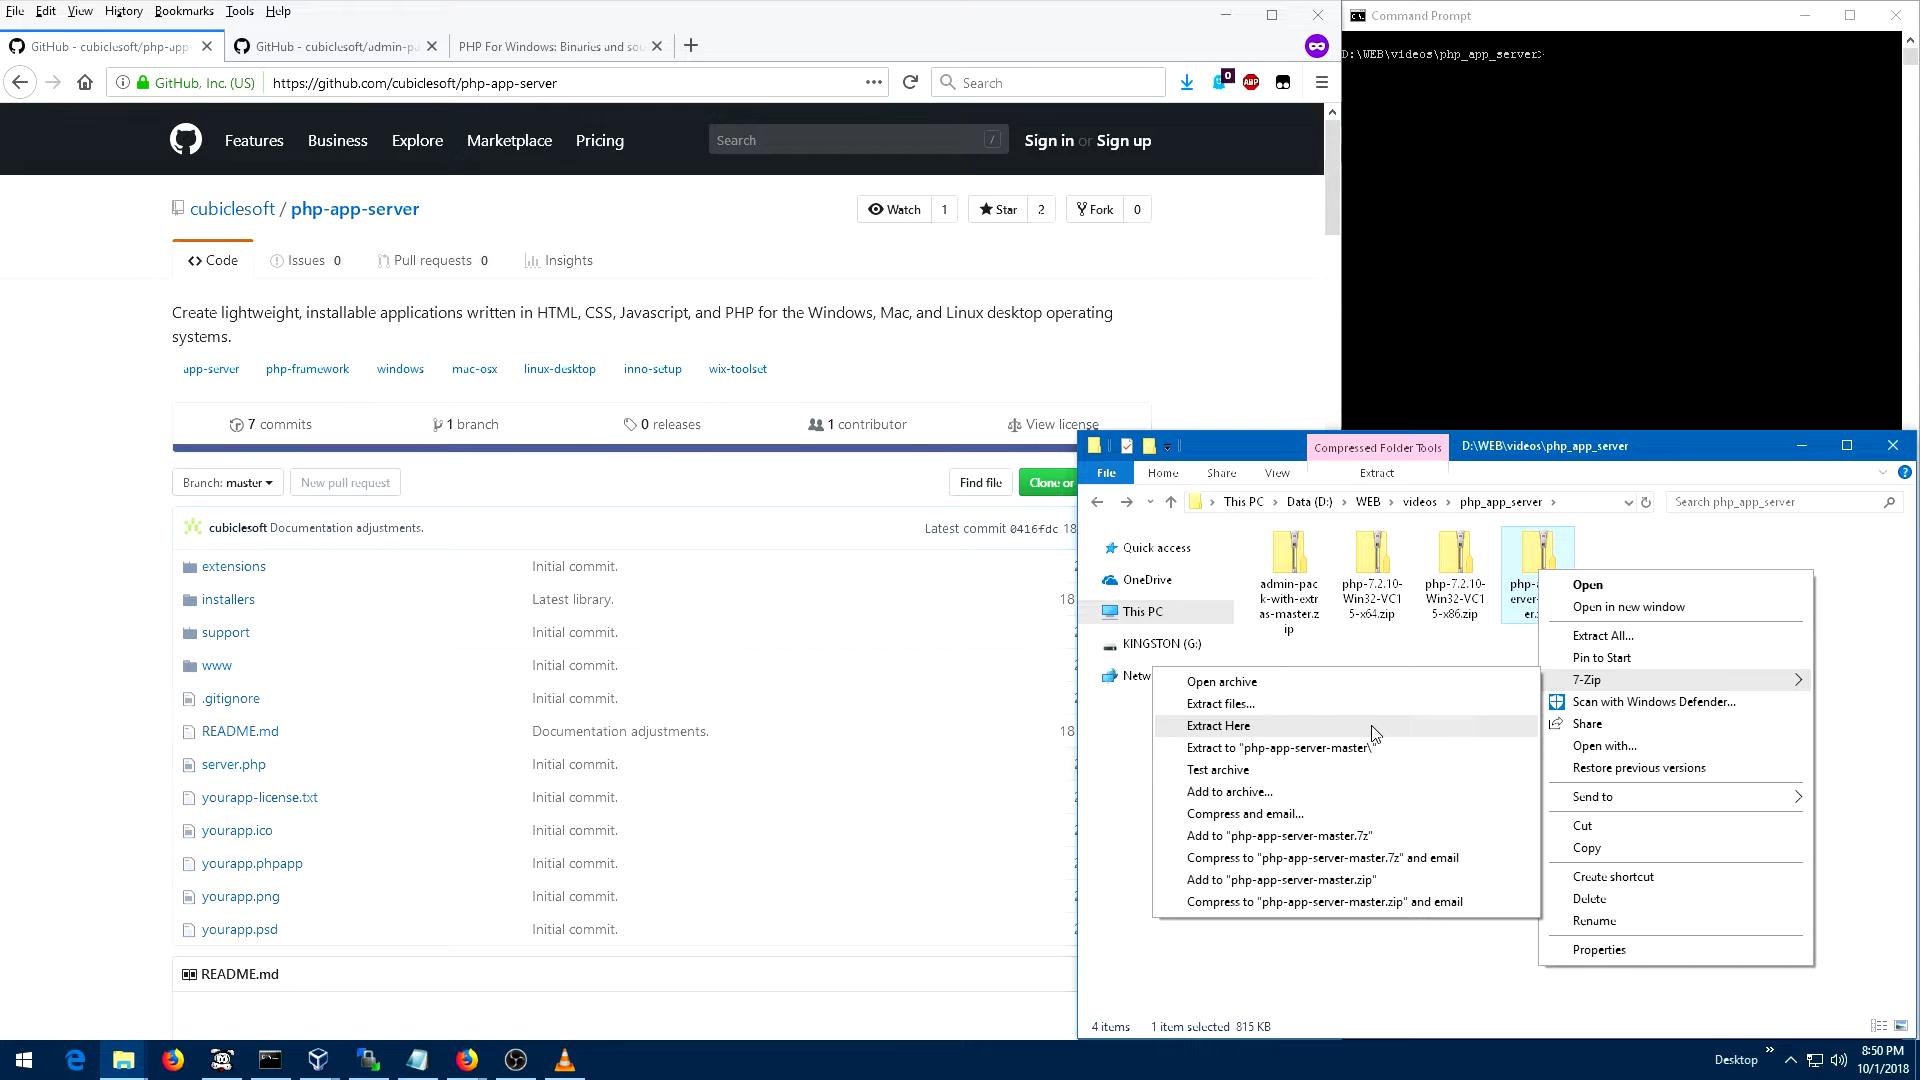 File Edit View History Bookmarks Tools Help
GitHub - cubiclesoft/php-app-
GitHub - cubiclesoft/admin-pa
PHP For Windows: Binaries and sou
GitHub, Inc. (US)
https://github.com/cubiclesoft/php-app-server
Search
0
ABP
Features Business Explore Marketplace Pricing
Search /
Sign in or Sign up
cubiclesoft / php-app-server
Watch 1
Star 2
Fork 0
Code
Issues 0
Pull requests 0
Insights
Create lightweight, installable applications written in HTML, CSS, Javascript, and PHP for the Windows, Mac, and Linux desktop operating
systems.
app-server php-framework windows mac-osx linux-desktop inno-setup wix-toolset
7 commits
1 branch
0 releases
1 contributor
View license
Branch: master
New pull request
Find file
Clone or
cubiclesoft Documentation adjustments.
Latest commit 0416fdc 18
extensions Initial commit.
installers Latest library. 18
support Initial commit.
www Initial commit.
.gitignore Initial commit.
README.md Documentation adjustments. 18
server.php Initial commit.
yourapp-license.txt Initial commit.
yourapp.ico Initial commit.
yourapp.phpapp Initial commit.
yourapp.png Initial commit.
yourapp.psd Initial commit.
README.md
Command Prompt
D:\WEB\videos\php_app_server>
Compressed Folder Tools
D:\WEB\videos\php_app_server
File Home Share View Extract
This PC > Data (D:) > WEB > videos > php_app_server >
Search php_app_server
Quick access
OneDrive
This PC
KINGSTON (G:)
Netw
admin-pac
k-with-extr
as-master.z
ip
php-7.2.10-
Win32-VC1
5-x64.zip
php-7.2.10-
Win32-VC1
5-x86.zip
Open
Open in new window
Extract All...
Pin to Start
7-Zip
Scan with Windows Defender...
Share
Open with...
Restore previous versions
Send to
Cut
Copy
Create shortcut
Delete
Rename
Properties
Open archive
Extract files...
Extract Here
Extract to "php-app-server-master\"
Test archive
Add to archive...
Compress and email...
Add to "php-app-server-master.7z"
Compress to "php-app-server-master.7z" and email
Add to "php-app-server-master.zip"
Compress to "php-app-server-master.zip" and email
4 items 1 item selected 815 KB
Desktop
8:50 PM
10/1/2018